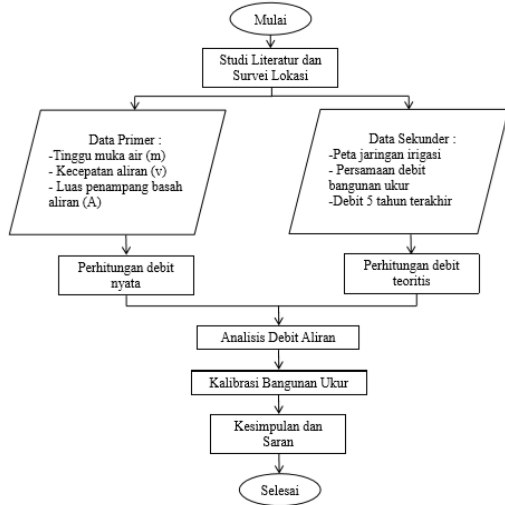 Mulai
Studi Literatur dan
Survei Lokasi
Data Primer :
-Tinggu muka air (m)
- Kecepatan aliran (v)
- Luas penampang basah
aliran (A)
Data Sekunder :
-Peta jaringan irigasi
- Persamaan debit
bangunan ukur
-Debit 5 tahun terakhir
Perhitungan debit
nyata
Perhitungan debit
teoritis
Analisis Debit Aliran
Kalibrasi Bangunan Ukur
Kesimpulan dan
Saran
Selesai